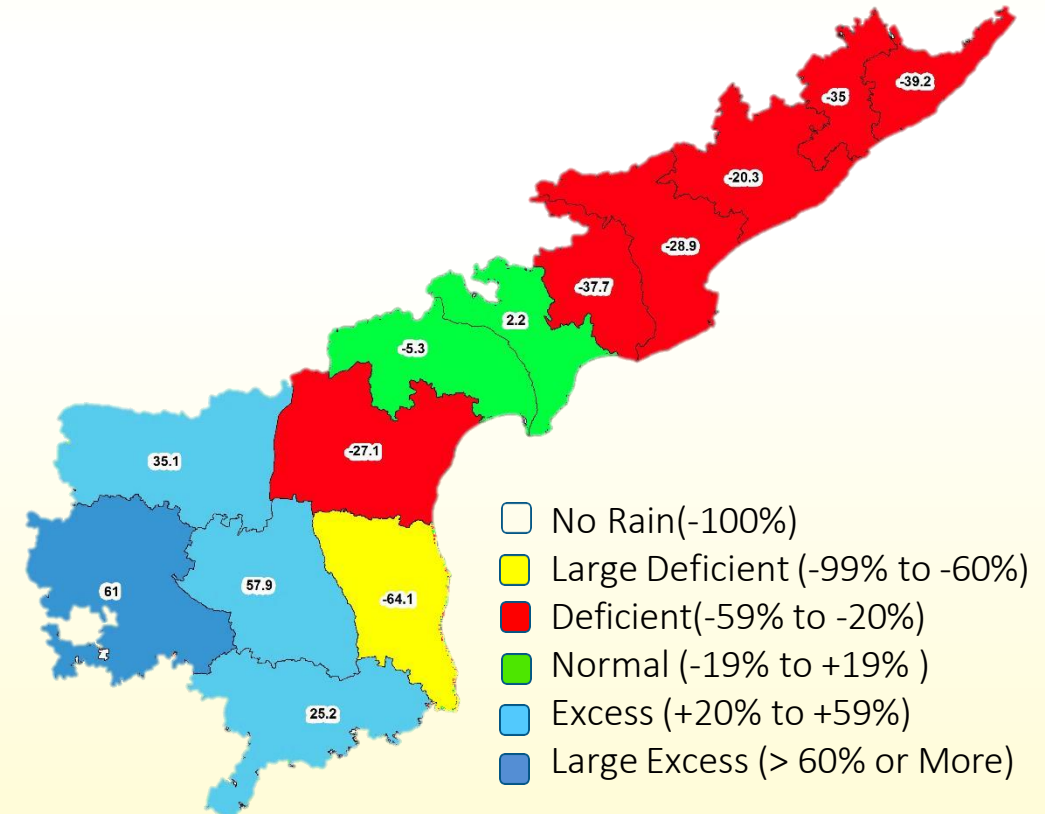 -39.2
-35
-20.3
-28.9
-37.7
2.2
-5.3
-27.1
35.1
57.9
61
-64.1
25.2
No Rain(-100%)
Large Deficient (-99% to -60%)
Deficient(-59% to -20%)
Normal (-19% to +19% )
Excess (+20% to +59%)
Large Excess (> 60% or More)